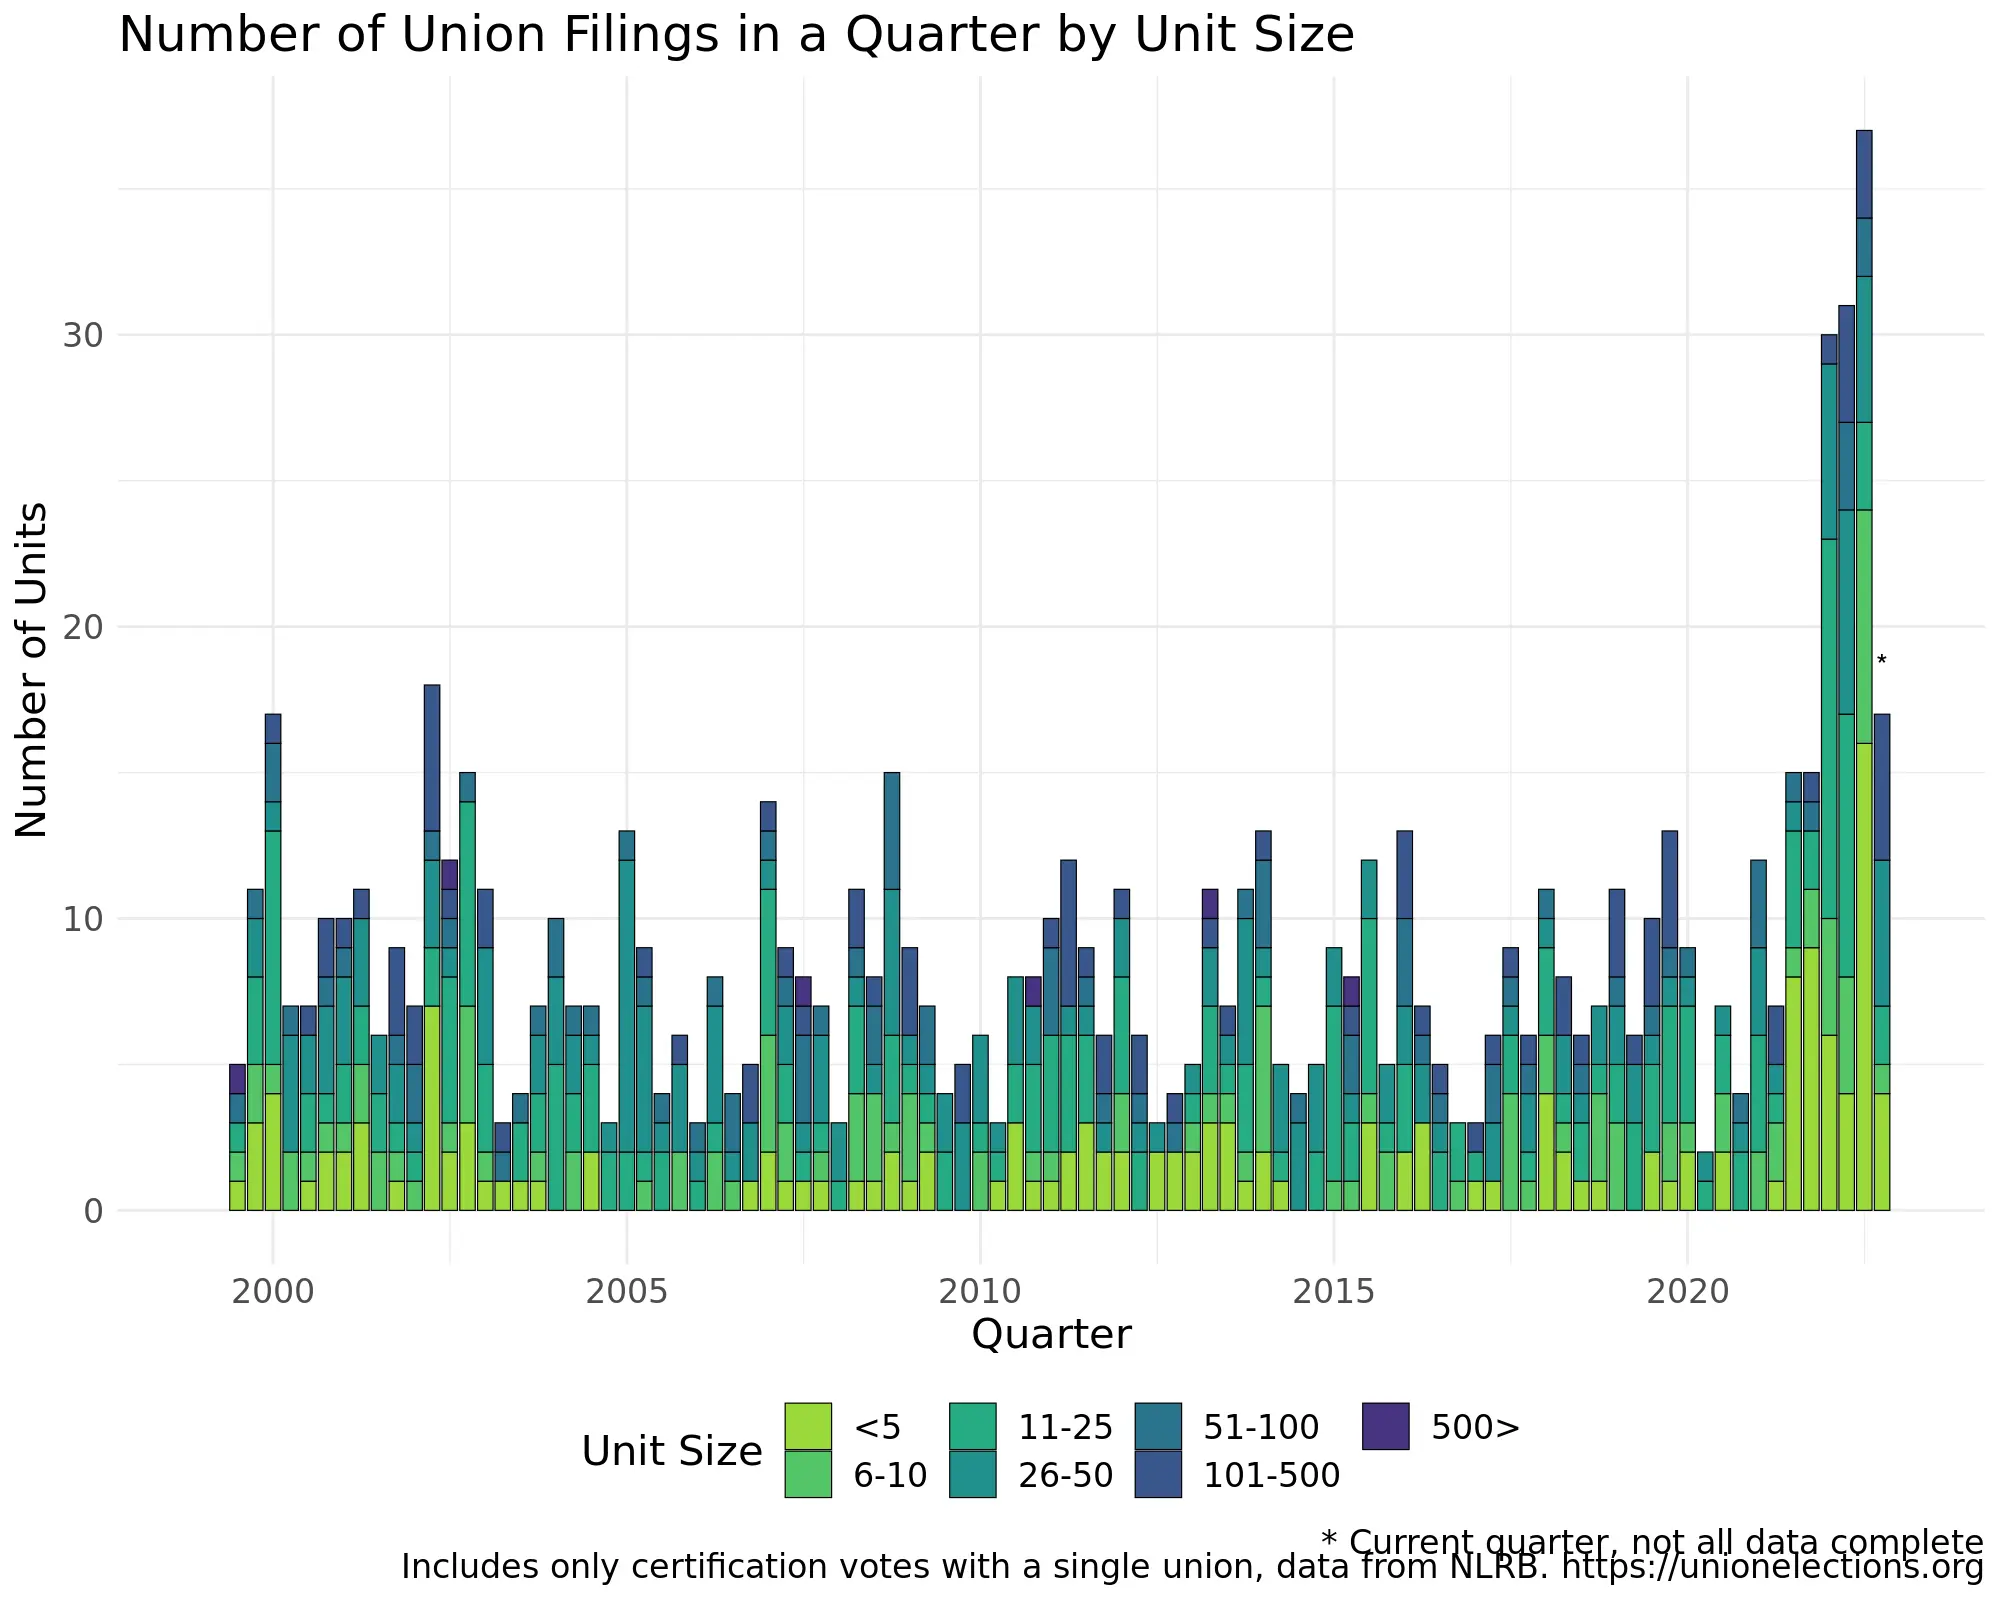 Number of Union Filings in a Quarter by Unit Size
Number of Units
30
20
10
0
*
2000 2005 2010 2015 2020
Quarter
Unit Size
<5 11-25 51-100 500>
6-10 26-50 101-500
* Current quarter, not all data complete
Includes only certification votes with a single union, data from NLRB. https://unionelections.org